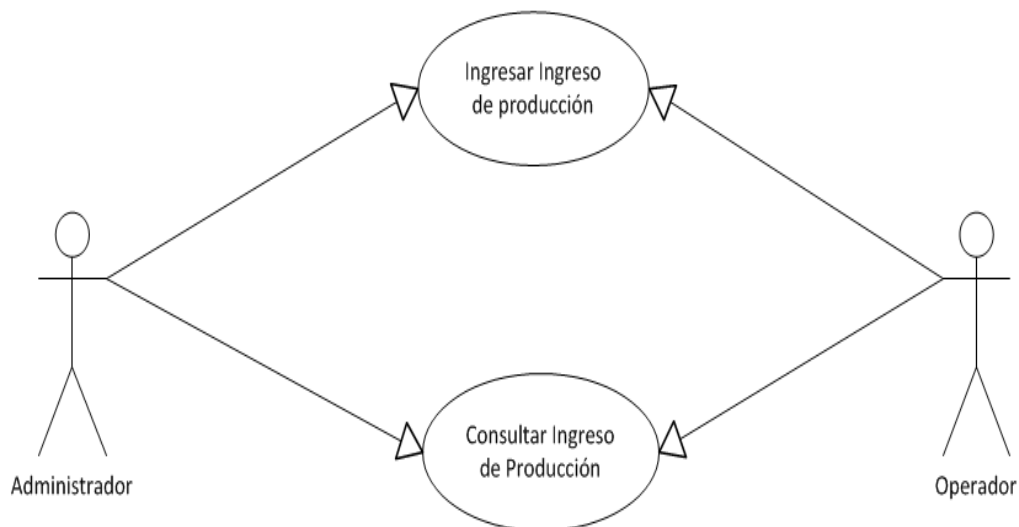 Ingresar Ingreso
de producción
Administrador
Operador
Consultar Ingreso
de Producción